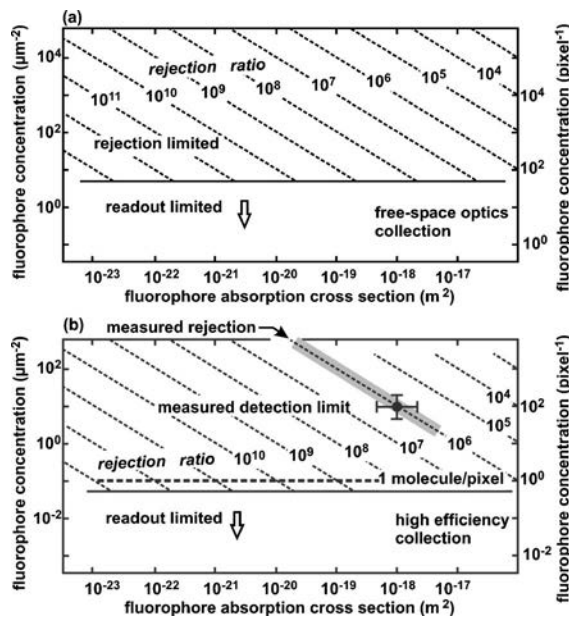 (a)
fluorophore concentration (µm⁻²)
10⁴
10²
10⁰
rejection ratio
10¹¹
10¹⁰
10⁹
10⁸
10⁷
10⁶
10⁵
10⁴
rejection limited
readout limited
free-space optics
collection
fluorophore concentration (pixel⁻¹)
10⁴
10²
10⁰
10⁻²³ 10⁻²² 10⁻²¹ 10⁻²⁰ 10⁻¹⁹ 10⁻¹⁸ 10⁻¹⁷
fluorophore absorption cross section (m²)
(b)
measured rejection
fluorophore concentration (µm⁻²)
10²
10⁰
10⁻²
measured detection limit
10⁴
10⁵
10⁶
10⁷
10⁸
10⁹
10¹⁰
rejection ratio
1 molecule/pixel
readout limited
high efficiency
collection
fluorophore concentration (pixel⁻¹)
10²
10⁰
10⁻²
10⁻²³ 10⁻²² 10⁻²¹ 10⁻²⁰ 10⁻¹⁹ 10⁻¹⁸ 10⁻¹⁷
fluorophore absorption cross section (m²)